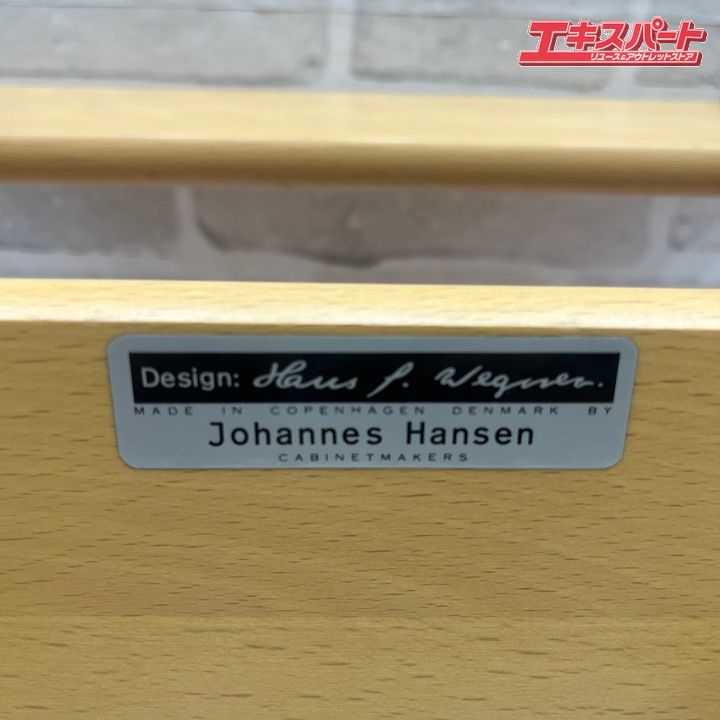 エキスパート
リユース&アウトレットストア
Design: Hans J. Wegner.
MADE IN COPENHAGEN DENMARK BY
Johannes Hansen
CABINETMAKERS